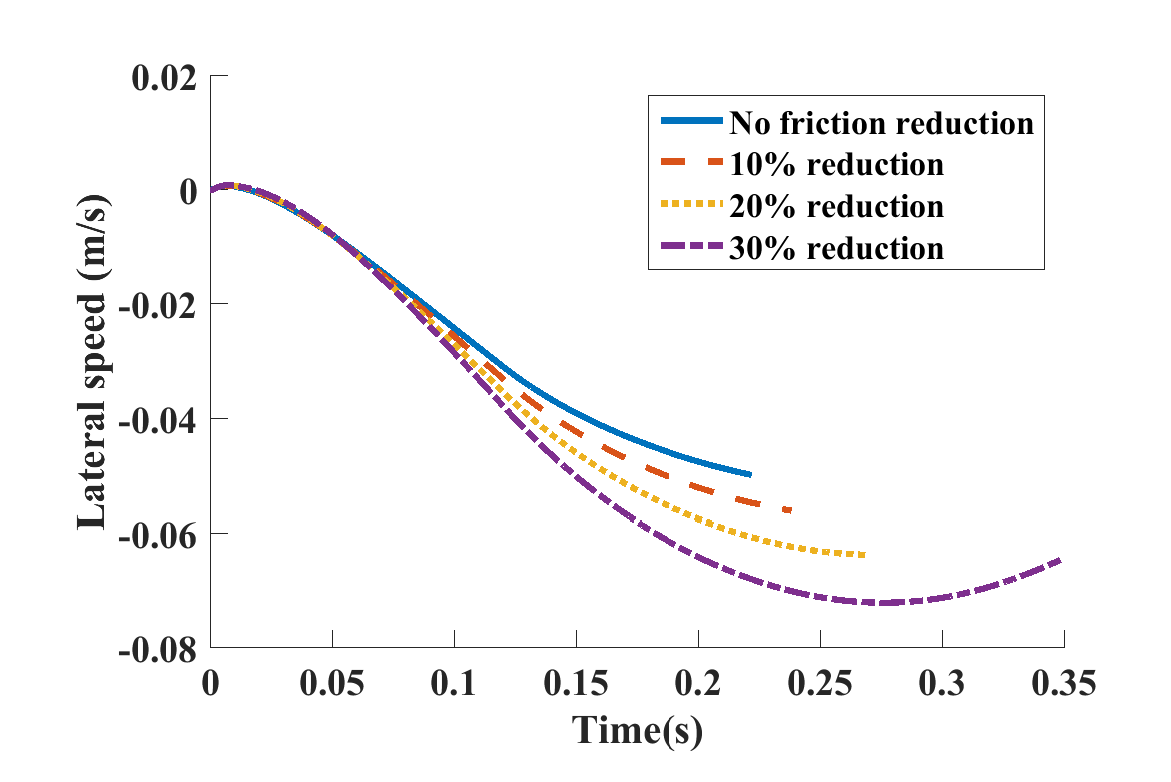 0.02
0
-0.02
-0.04
-0.06
-0.08
Lateral speed (m/s)
No friction reduction
10% reduction
20% reduction
30% reduction
0 0.05 0.1 0.15 0.2 0.25 0.3 0.35
Time(s)